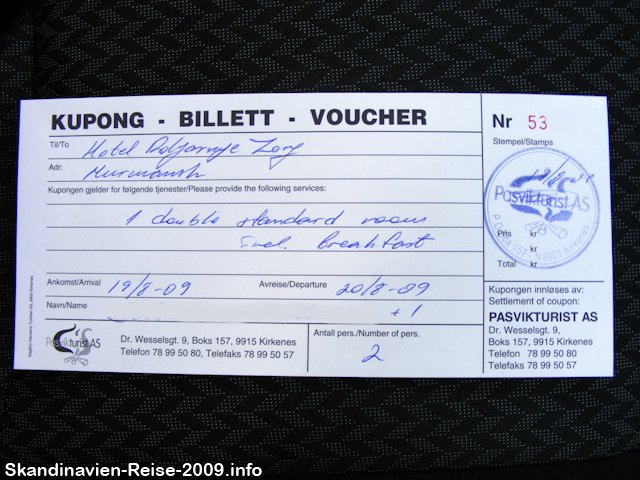 KUPONG - BILLETT - VOUCHER
Til/To Hotel Zory
Adr: Murmansk
Kupongen gjelder for følgende tjenester/Please provide the following services:
1 double standard room
incl. breakfast
Ankomst/Arrival 19/8-09 Avreise/Departure 20/8-09
Navn/Name +1
Pasvikturist AS
Dr. Wesselsgt. 9, Boks 157, 9915 Kirkenes
Telefon 78 99 50 80, Telefaks 78 99 50 57
Antall pers./Number of pers.
2
Nr 53
Stempel/Stamps
Pasvikturist AS
P.O.Box 157 - N-9901 Kirkenes
Pris kr
kr
Total kr
Kupongen innløses av:
Settlement of coupon:
PASVIKTURIST AS
Dr. Wesselsgt. 9,
Boks 157, 9915 Kirkenes
Telefon 78 99 50 80
Telefaks 78 99 50 57
Skandinavien-Reise-2009.info